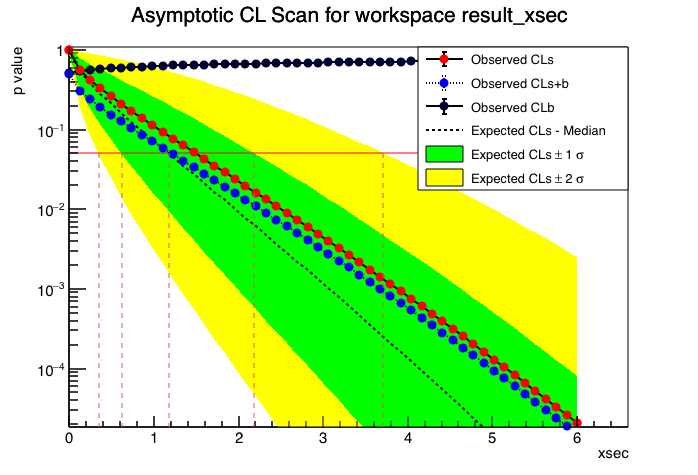 Asymptotic CL Scan for workspace result_xsec
p value
Observed CLs
Observed CLs+b
Observed CLb
Expected CLs - Median
Expected CLs ± 1 σ
Expected CLs ± 2 σ
1
10⁻¹
10⁻²
10⁻³
10⁻⁴
0 1 2 3 4 5 6
xsec